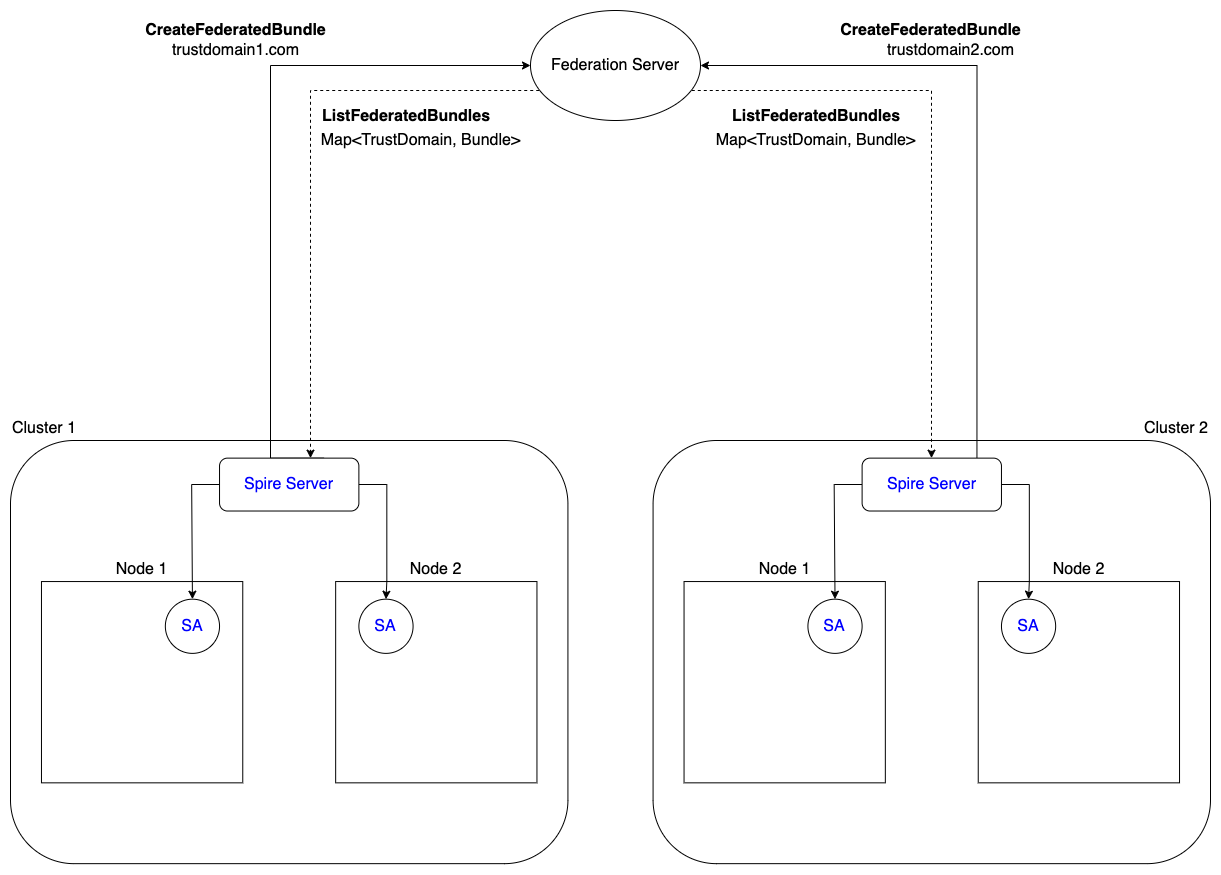 CreateFederatedBundle
trustdomain1.com
Federation Server
CreateFederatedBundle
trustdomain2.com
ListFederatedBundles
Map<TrustDomain, Bundle>
ListFederatedBundles
Map<TrustDomain, Bundle>
Cluster 1
Spire Server
Node 1
Node 2
SA
SA
Cluster 2
Spire Server
Node 1
Node 2
SA
SA